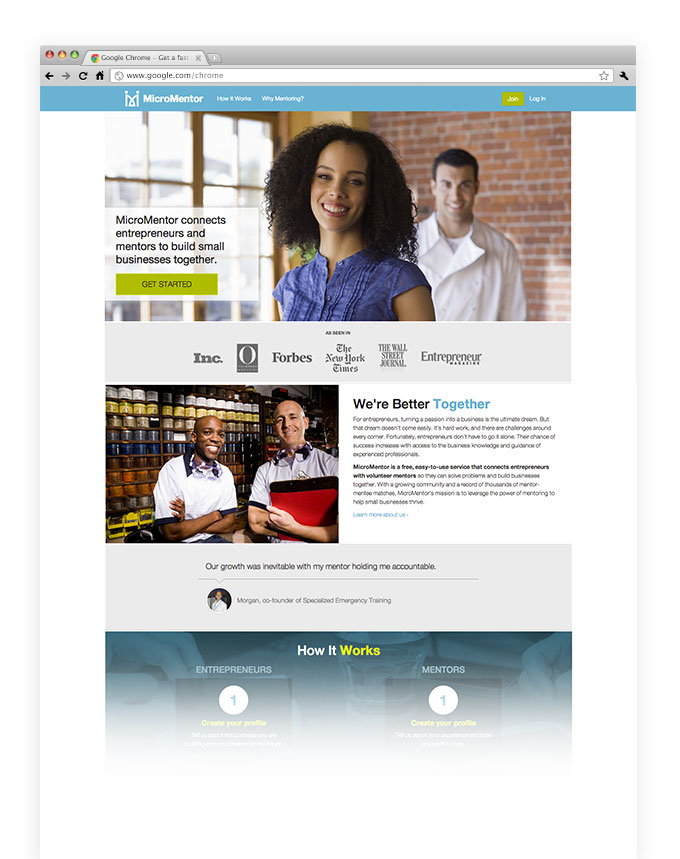 Google Chrome – Get a fast
www.google.com/chrome
MicroMentor How It Works Why Mentoring? Join Log In
MicroMentor connects
entrepreneurs and
mentors to build small
businesses together.
GET STARTED
AS SEEN IN
Inc.
O
Forbes
The
New York
Times
THE WALL
STREET
JOURNAL
Entrepreneur
MAGAZINE
We're Better Together
For entrepreneurs, turning a passion into a business is the ultimate dream. But
that dream doesn't come easily. It's hard work, and there are challenges around
every corner. Fortunately, entrepreneurs don't have to go it alone. Their chance of
success increases with access to the business knowledge and guidance of
experienced professionals.
MicroMentor is a free, easy-to-use service that connects entrepreneurs
with volunteer mentors so they can solve problems and build businesses
together. With a growing community and a record of thousands of mentor-
mentee matches, MicroMentor's mission is to leverage the power of mentoring to
help small businesses thrive.
Learn more about us ›
Our growth was inevitable with my mentor holding me accountable.
Morgan, co-founder of Specialized Emergency Training
How It Works
ENTREPRENEURS
1
Create your profile
Tell us about the business you are
building and your dreams for the future.
MENTORS
1
Create your profile
Tell us about your experience and how
you want to help.